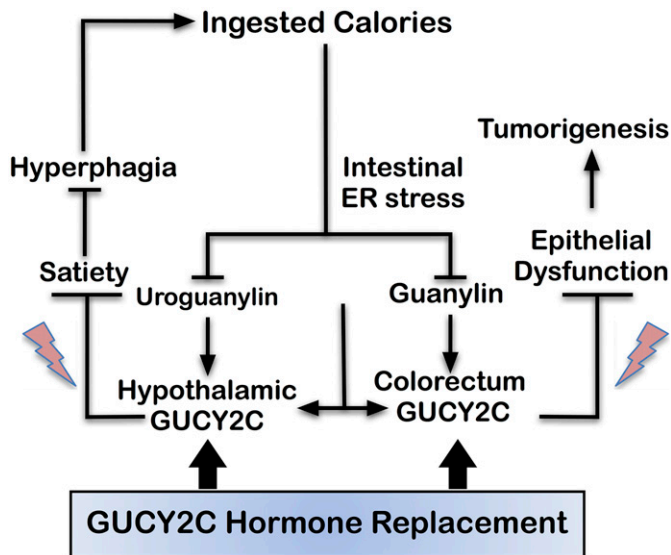 Ingested Calories
Tumorigenesis
Hyperphagia
Intestinal
ER stress
Epithelial
Dysfunction
Satiety
Uroguanylin
Guanylin
Hypothalamic
GUCY2C
Colorectum
GUCY2C
GUCY2C Hormone Replacement